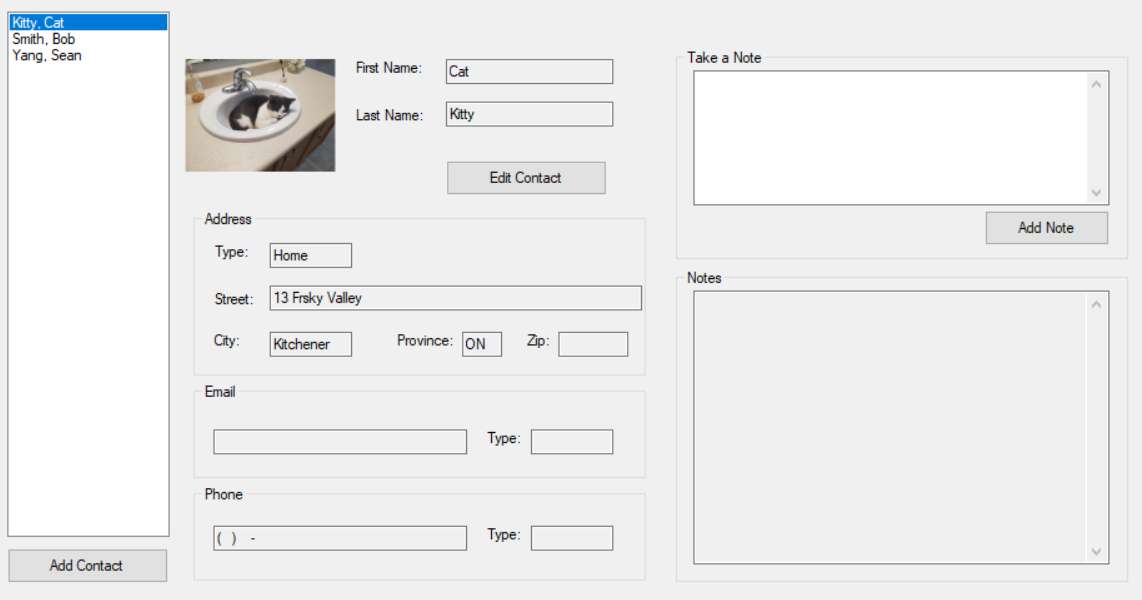 Kitty, Cat
Smith, Bob
Yang, Sean
Add Contact
First Name: Cat
Last Name: Kitty
Edit Contact
Address
Type: Home
Street: 13 Frsky Valley
City: Kitchener Province: ON Zip:
Email
Type:
Phone
( ) - Type:
Take a Note
Add Note
Notes